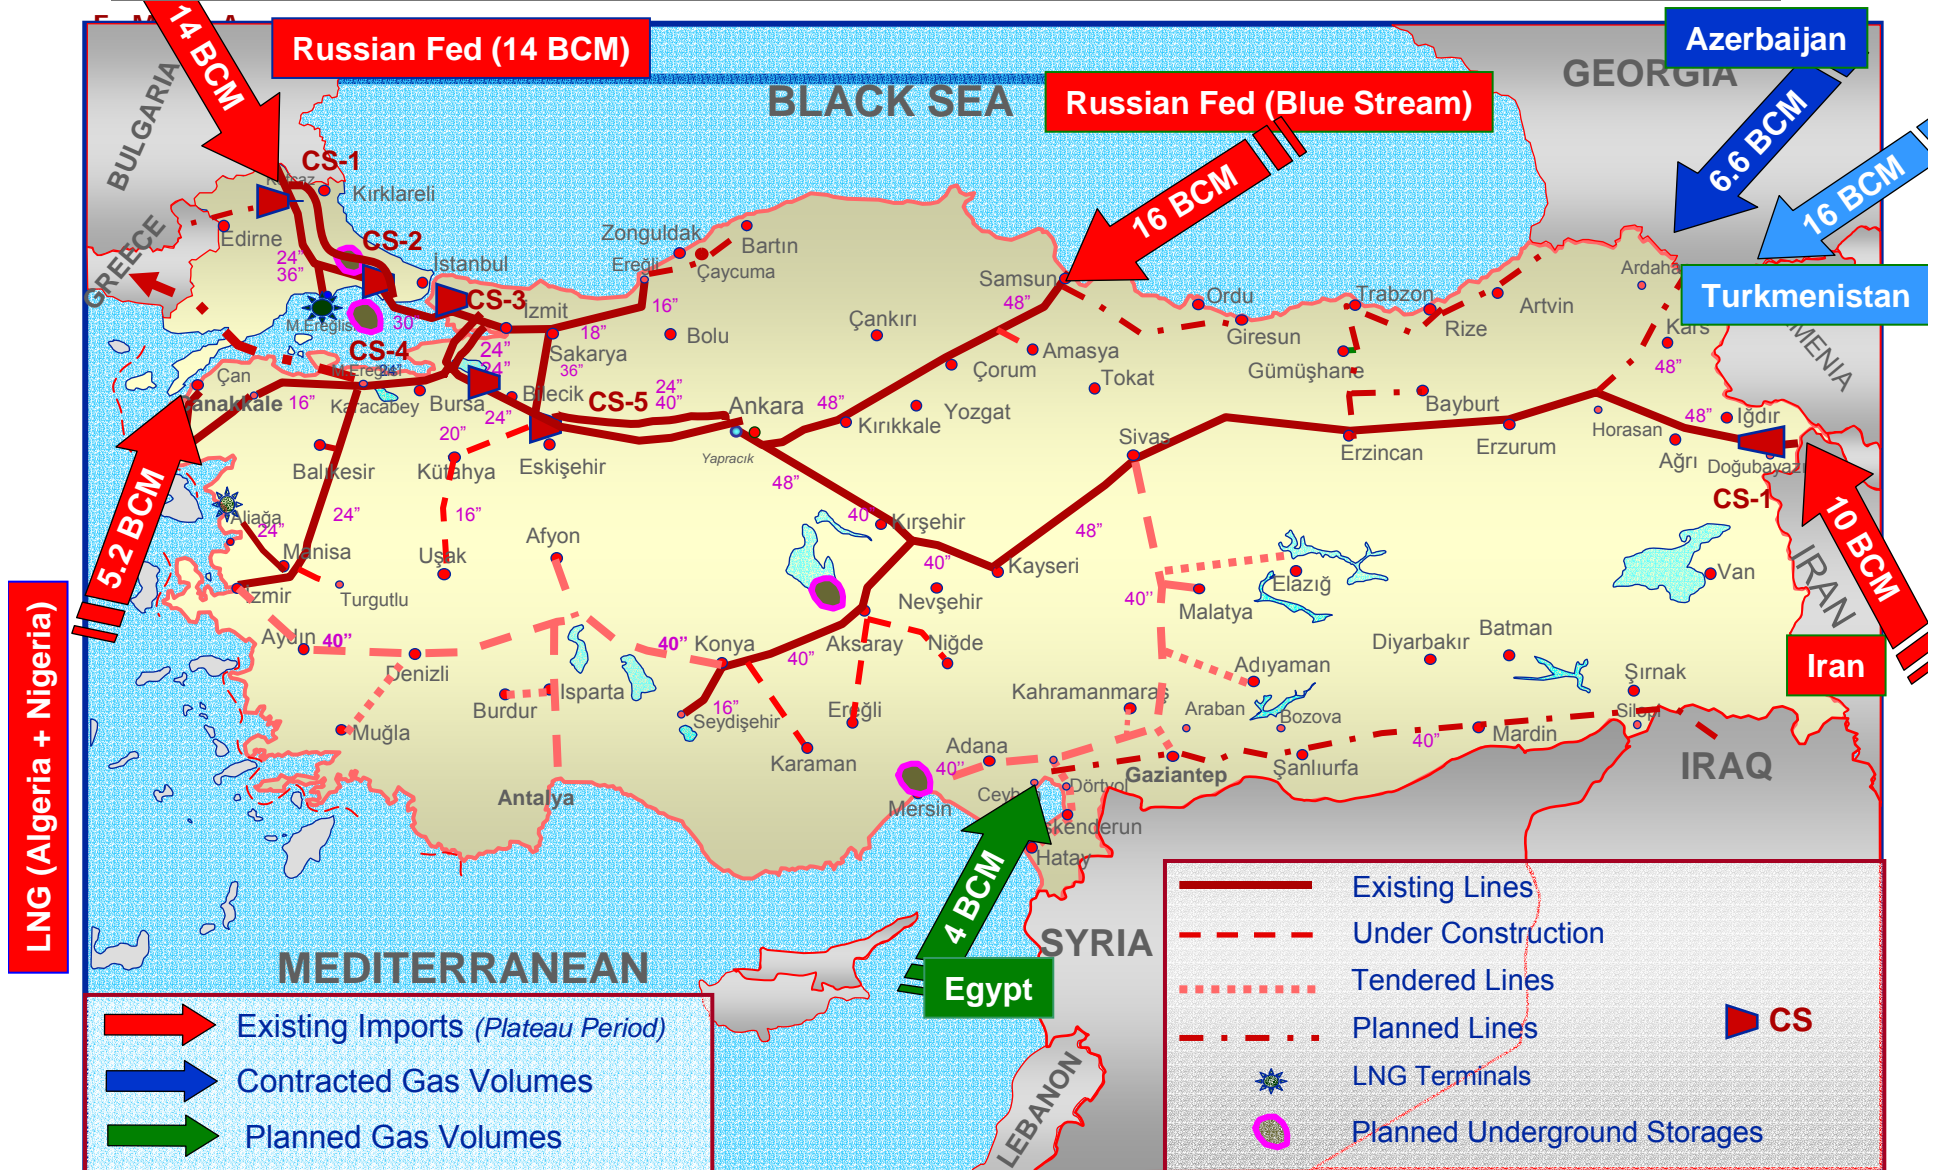 14 BCM
Russian Fed (14 BCM)
BLACK SEA
Russian Fed (Blue Stream)
16 BCM
Azerbaijan
GEORGIA
6.6 BCM
16 BCM
Turkmenistan
BULGARIA
GREECE
CS-1
Kırklareli
Edirne
CS-2
24”
36”
İstanbul
CS-3
İzmit
30”
CS-4
24”
Zonguldak
Bartın
Ereğli
Çaycuma
16”
18”
Sakarya
36”
24”
24”
Bolu
Çankırı
Samsun
48”
Amasya
Çorum
Tokat
Ordu
Giresun
Trabzon
Rize
Artvin
Ardaha
Kars
48”
Gümüşhane
Bayburt
Çan
16”
Karacabey
Bursa
Bilecik
24”
CS-5
24”
40”
Ankara
48”
Kırıkkale
Yozgat
Yapracık
Sivas
Erzincan
Erzurum
Horasan
48”
Iğdır
Ağrı
CS-1
20”
Kütahya
Eskişehir
Balıkesir
48”
24”
16”
Aliağa
24”
Manisa
Uşak
Afyon
40”
Kırşehir
48”
40”
Kayseri
Nevşehir
40’’
Malatya
Elazığ
Van
IRAN
10 BCM
Iran
5.2 BCM
LNG (Algeria + Nigeria)
İzmir
Turgutlu
Aydın
40”
Denizli
40”
Konya
40”
Aksaray
Niğde
Diyarbakır
Batman
Adıyaman
Şırnak
Silopi
Burdur
Isparta
16”
Seydişehir
Ereğli
Kahramanmaraş
Araban
Bozova
Muğla
Karaman
Adana
40’’
Gaziantep
Şanlıurfa
40”
Mardin
IRAQ
Antalya
Mersin
Dörtyol
Hatay
4 BCM
Egypt
SYRIA
MEDITERRANEAN
LEBANON
Existing Imports (Plateau Period)
Contracted Gas Volumes
Planned Gas Volumes
Existing Lines
Under Construction
Tendered Lines
Planned Lines
CS
LNG Terminals
Planned Underground Storages